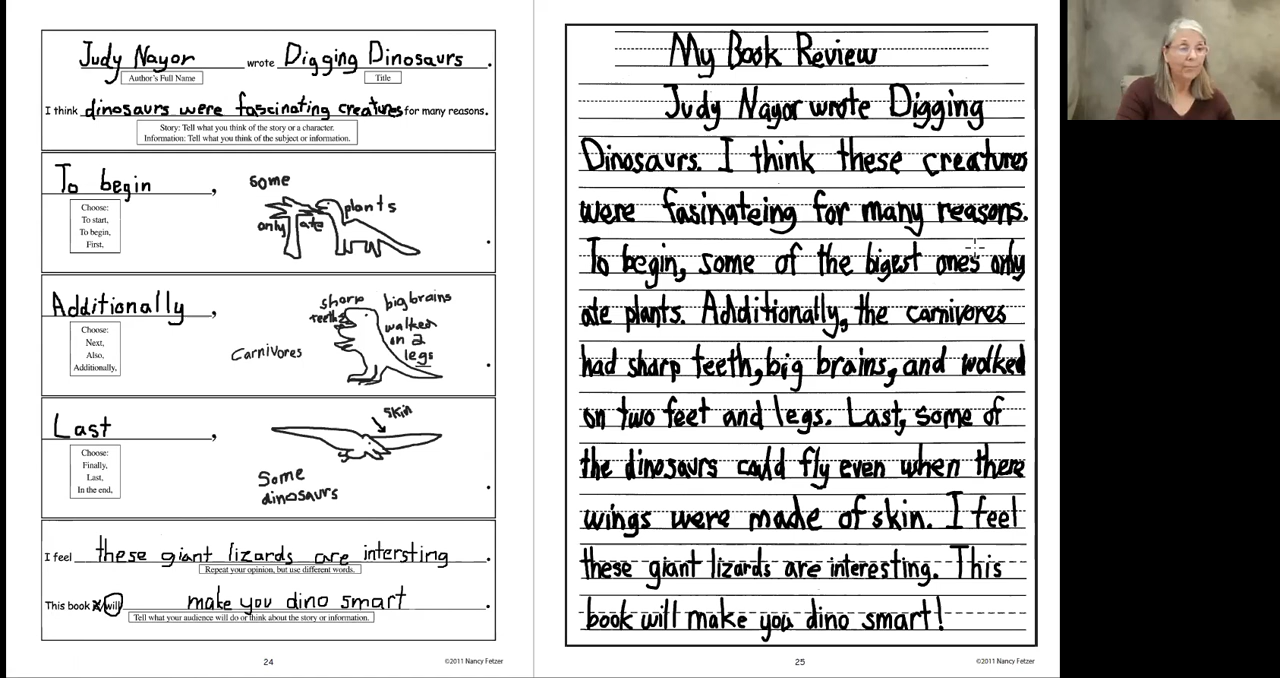 Judy Nayor wrote Digging Dinosaurs.
Author's Full Name
Title
I think dinosaurs were fascinating creatures for many reasons.
Story: Tell what you think of the story or a character.
Information: Tell what you think of the subject or information.
To begin,
Choose:
To start,
To begin,
First,
some
plants
only ate
.
Additionally,
Choose:
Next,
Also,
Additionally,
sharp
teeth
big brains
walked
on 2
legs
Carnivores
.
Last,
Choose:
Finally,
Last,
In the end,
skin
Some
dinosaurs
.
I feel these giant lizards are intersting.
Repeat your opinion, but use different words.
This book will make you dino smart.
Tell what your audience will do or think about the story or information.
24
©2011 Nancy Fetzer
My Book Review
Judy Nayor wrote Digging
Dinosaurs. I think these creatures
were fasinateing for many reasons.
To begin, some of the bigest ones only
ate plants. Additionally, the carnivores
had sharp teeth, big brains, and walked
on two feet and legs. Last, some of
the dinosaurs could fly even when there
wings were made of skin. I feel
these giant lizards are interesting. This
book will make you dino smart!
25
©2011 Nancy Fetzer